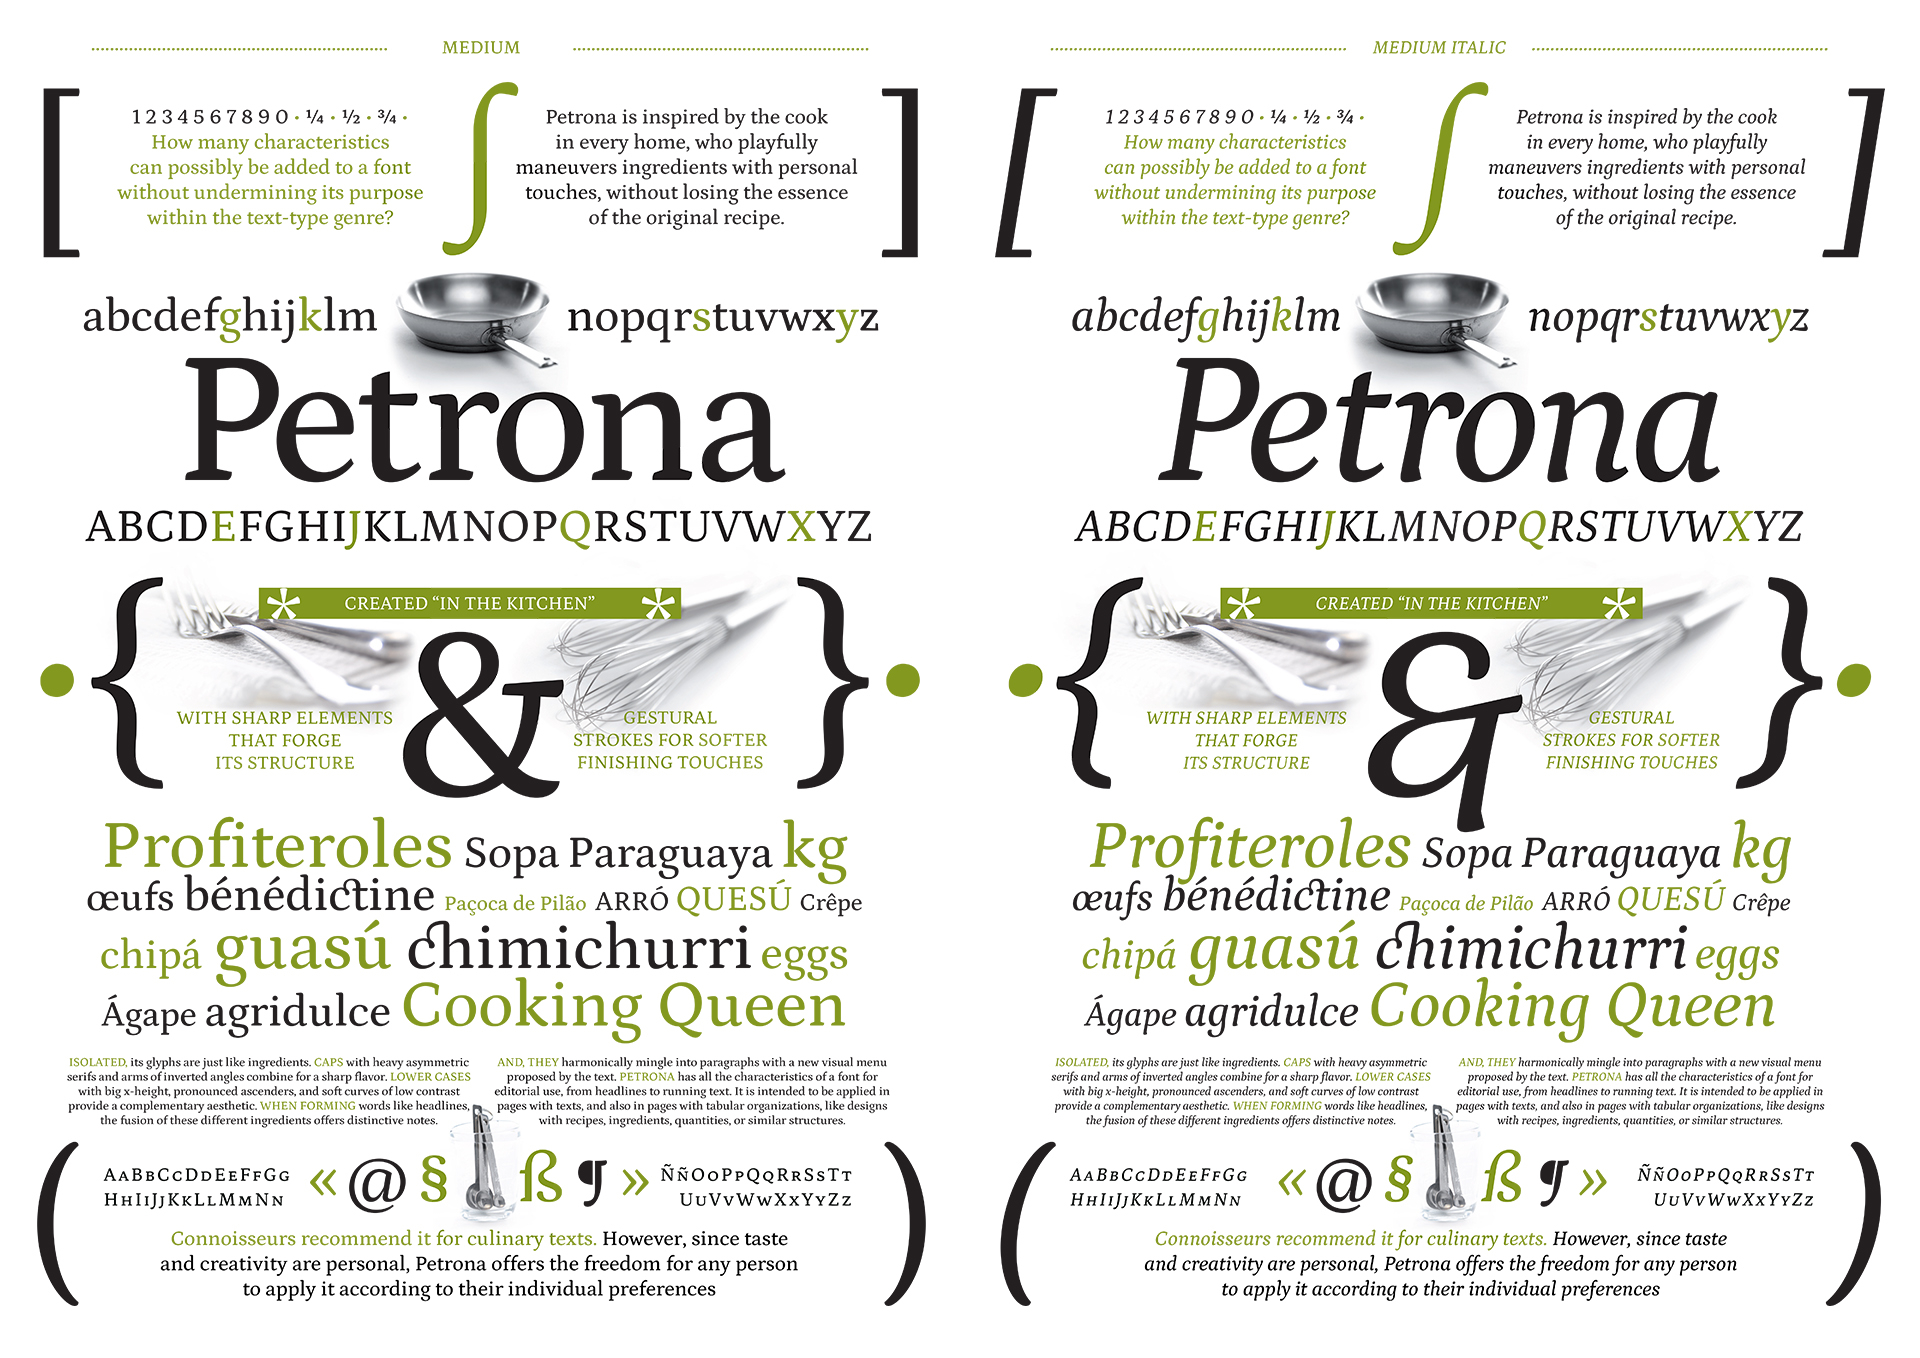 MEDIUM
1 2 3 4 5 6 7 8 9 0 · ¼ · ½ · ¾ ·
How many characteristics
can possibly be added to a font
without undermining its purpose
within the text-type genre?
∫
Petrona is inspired by the cook
in every home, who playfully
maneuvers ingredients with personal
touches, without losing the essence
of the original recipe.
abcdefghijklm nopqrstuvwxyz
Petrona
ABCDEFGHIJKLMNOPQRSTUVWXYZ
* CREATED “IN THE KITCHEN” *
{ & }
WITH SHARP ELEMENTS
THAT FORGE
ITS STRUCTURE
GESTURAL
STROKES FOR SOFTER
FINISHING TOUCHES
Profiteroles Sopa Paraguaya kg
œufs bénédictine Paçoca de Pilão ARRÓ QUESÚ Crêpe
chipá guasú chimichurri eggs
Ágape agridulce Cooking Queen
ISOLATED, its glyphs are just like ingredients. CAPS with heavy asymmetric
serifs and arms of inverted angles combine for a sharp flavor. LOWER CASES
with big x-height, pronounced ascenders, and soft curves of low contrast
provide a complementary aesthetic. WHEN FORMING words like headlines,
the fusion of these different ingredients offers distinctive notes.
AND, THEY harmonically mingle into paragraphs with a new visual menu
proposed by the text. PETRONA has all the characteristics of a font for
editorial use, from headlines to running text. It is intended to be applied in
pages with texts, and also in pages with tabular organizations, like designs
with recipes, ingredients, quantities, or similar structures.
AaBbCcDdEeFfGg
HhIiJjKkLlMmNn
« @ § ß ¶ »
ÑñOoPpQqRrSsTt
UuVvWwXxYyZz
Connoisseurs recommend it for culinary texts. However, since taste
and creativity are personal, Petrona offers the freedom for any person
to apply it according to their individual preferences
MEDIUM ITALIC
1 2 3 4 5 6 7 8 9 0 · ¼ · ½ · ¾ ·
How many characteristics
can possibly be added to a font
without undermining its purpose
within the text-type genre?
∫
Petrona is inspired by the cook
in every home, who playfully
maneuvers ingredients with personal
touches, without losing the essence
of the original recipe.
abcdefghijklm nopqrstuvwxyz
Petrona
ABCDEFGHIJKLMNOPQRSTUVWXYZ
* CREATED “IN THE KITCHEN” *
{ & }
WITH SHARP ELEMENTS
THAT FORGE
ITS STRUCTURE
GESTURAL
STROKES FOR SOFTER
FINISHING TOUCHES
Profiteroles Sopa Paraguaya kg
œufs bénédictine Paçoca de Pilão ARRÓ QUESÚ Crêpe
chipá guasú chimichurri eggs
Ágape agridulce Cooking Queen
ISOLATED, its glyphs are just like ingredients. CAPS with heavy asymmetric
serifs and arms of inverted angles combine for a sharp flavor. LOWER CASES
with big x-height, pronounced ascenders, and soft curves of low contrast
provide a complementary aesthetic. WHEN FORMING words like headlines,
the fusion of these different ingredients offers distinctive notes.
AND, THEY harmonically mingle into paragraphs with a new visual menu
proposed by the text. PETRONA has all the characteristics of a font for
editorial use, from headlines to running text. It is intended to be applied in
pages with texts, and also in pages with tabular organizations, like designs
with recipes, ingredients, quantities, or similar structures.
AaBbCcDdEeFfGg
HhIiJjKkLlMmNn
« @ § ß ¶ »
ÑñOoPpQqRrSsTt
UuVvWwXxYyZz
Connoisseurs recommend it for culinary texts. However, since taste
and creativity are personal, Petrona offers the freedom for any person
to apply it according to their individual preferences